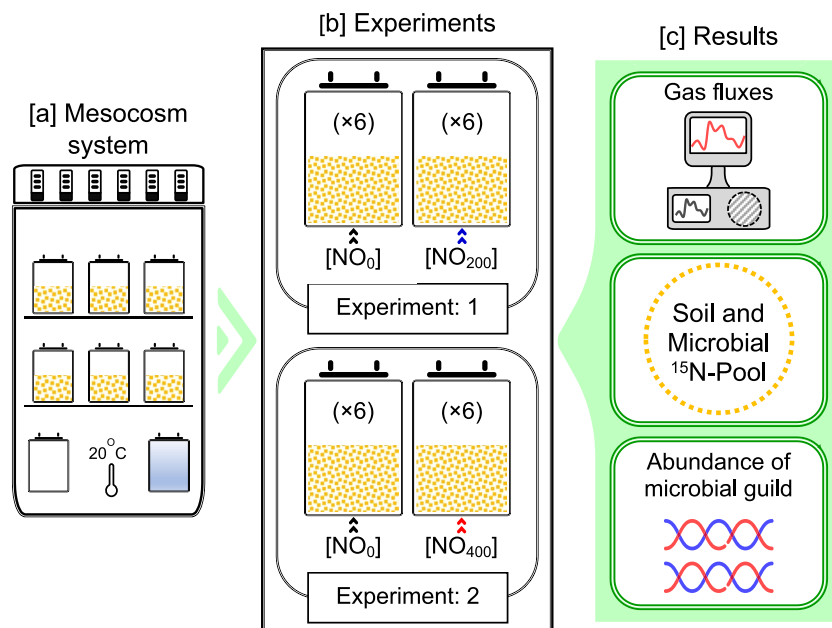 [a] Mesocosm
system
20°C
[b] Experiments
(×6) (×6)
[NO₀] [NO₂₀₀]
Experiment: 1
(×6) (×6)
[NO₀] [NO₄₀₀]
Experiment: 2
[c] Results
Gas fluxes
Soil and
Microbial
¹⁵N-Pool
Abundance of
microbial guild